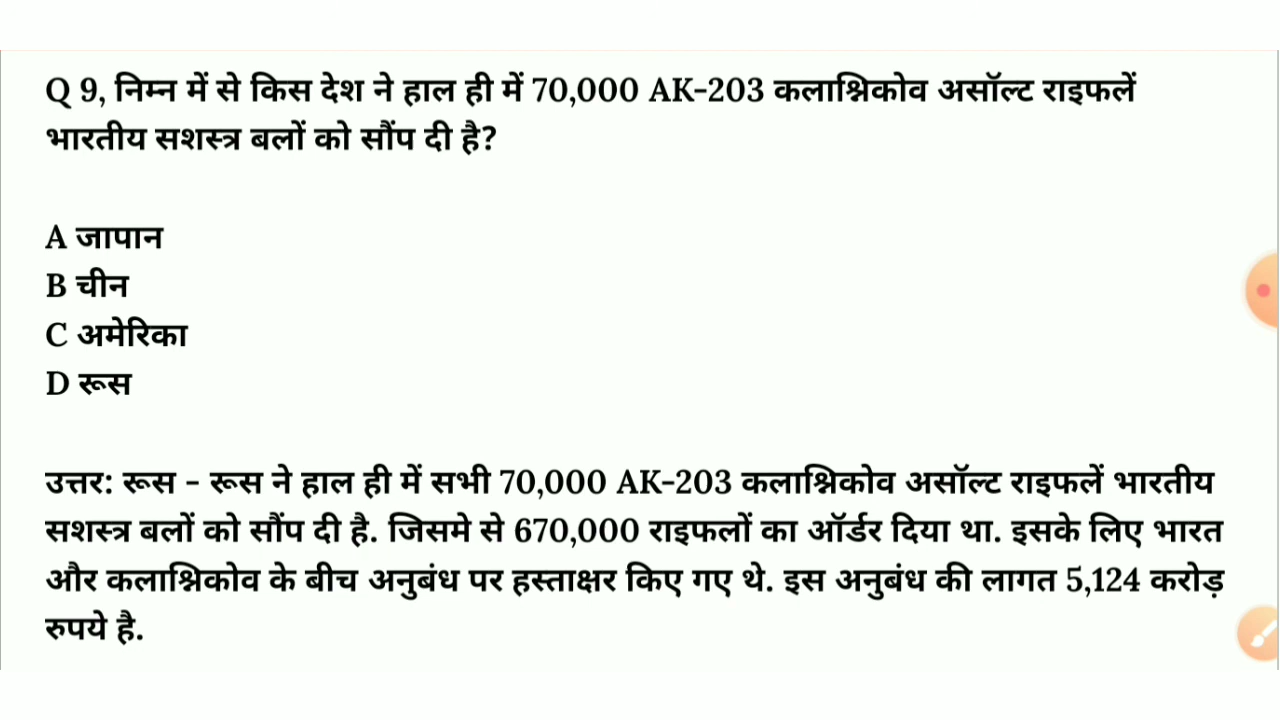 Q 9, निम्न में से किस देश ने हाल ही में 70,000 AK-203 कलाश्निकोव असॉल्ट राइफलें
भारतीय सशस्त्र बलों को सौंप दी है?
A जापान
B चीन
C अमेरिका
D रूस
उत्तर: रूस - रूस ने हाल ही में सभी 70,000 AK-203 कलाश्निकोव असॉल्ट राइफलें भारतीय
सशस्त्र बलों को सौंप दी है. जिसमे से 670,000 राइफलों का ऑर्डर दिया था. इसके लिए भारत
और कलाश्निकोव के बीच अनुबंध पर हस्ताक्षर किए गए थे. इस अनुबंध की लागत 5,124 करोड़
रुपये है.